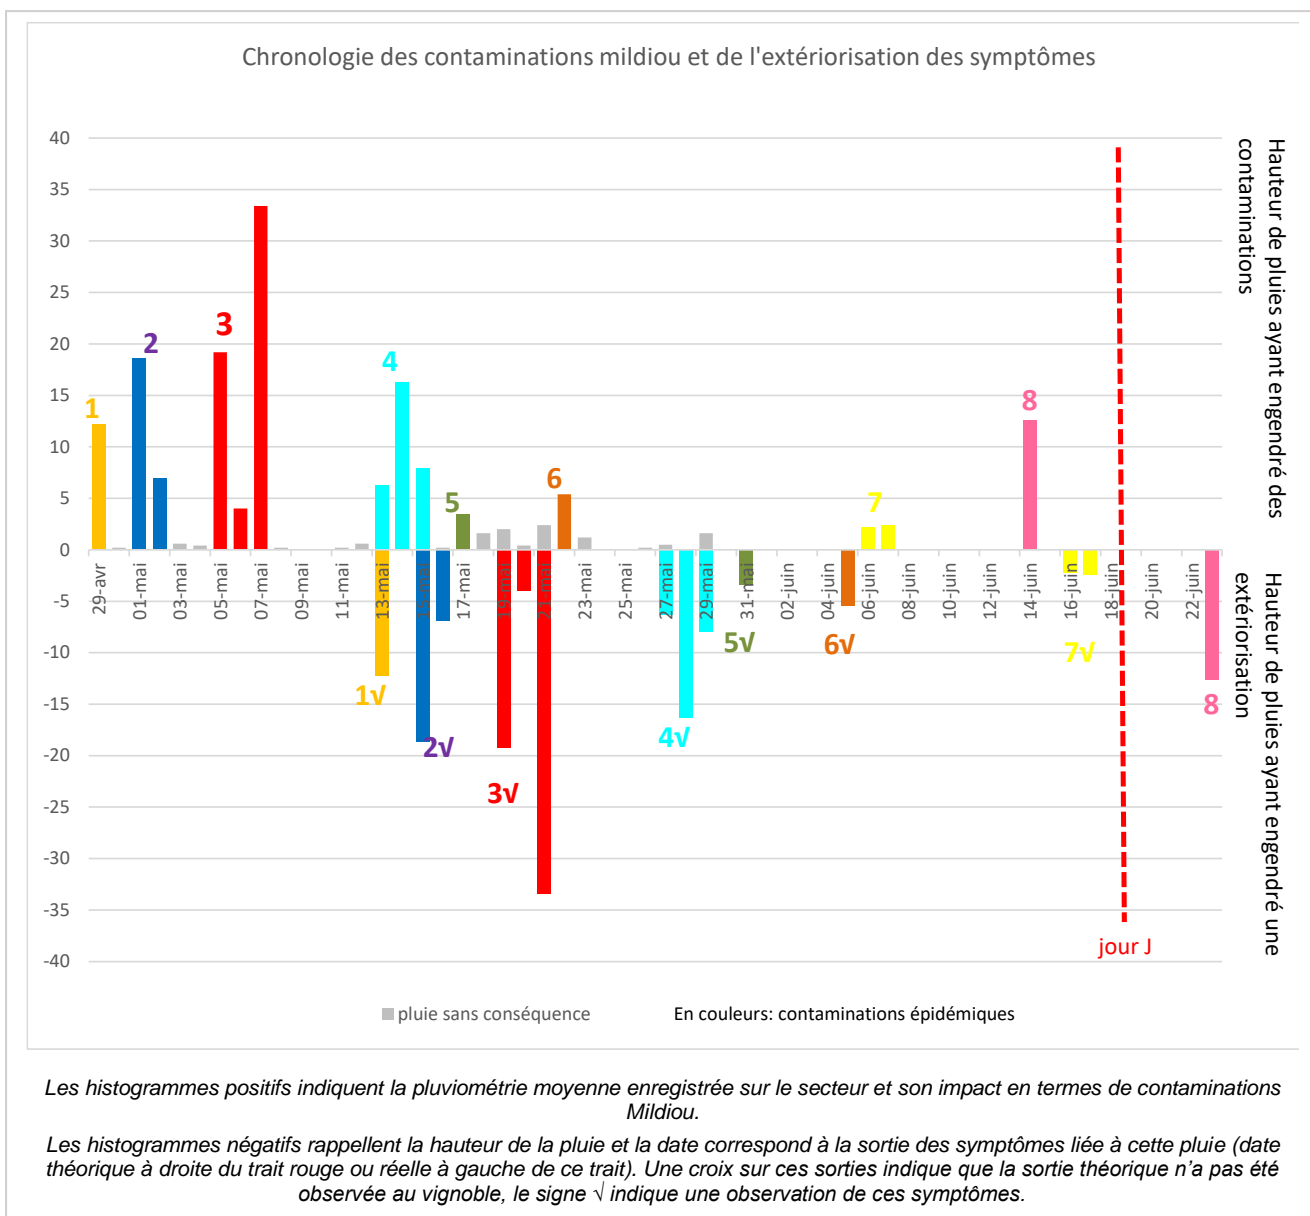 Chronologie des contaminations mildiou et de l'extériorisation des symptômes
40
35
30
25
20
15
10
5
0
-5
-10
-15
-20
-25
-30
-35
-40
1
2
3
4
5
6
7
8
29-avr
01-mai
03-mai
05-mai
07-mai
09-mai
11-mai
13-mai
15-mai
17-mai
19-mai
21-mai
23-mai
25-mai
27-mai
29-mai
31-mai
02-juin
04-juin
06-juin
08-juin
10-juin
12-juin
14-juin
16-juin
18-juin
20-juin
22-juin
1√
2√
3√
4√
5√
6√
7√
8
jour J
Hauteur de pluies ayant engendré des
contaminations
Hauteur de pluies ayant engendré une
extériorisation
pluie sans conséquence
En couleurs: contaminations épidémiques
Les histogrammes positifs indiquent la pluviométrie moyenne enregistrée sur le secteur et son impact en termes de contaminations
Mildiou.
Les histogrammes négatifs rappellent la hauteur de la pluie et la date correspond à la sortie des symptômes liée à cette pluie (date
théorique à droite du trait rouge ou réelle à gauche de ce trait). Une croix sur ces sorties indique que la sortie théorique n'a pas été
observée au vignoble, le signe √ indique une observation de ces symptômes.